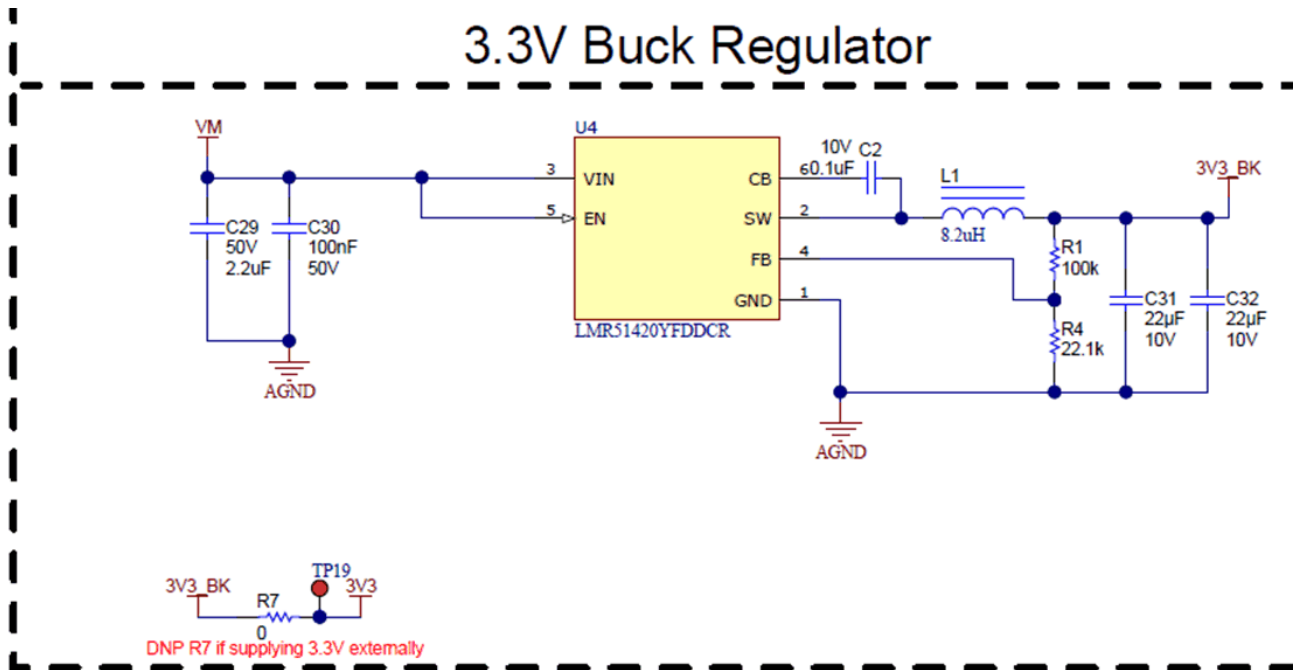 3.3V Buck Regulator
VM
U4
3 VIN
5 EN
CB 6
SW 2
FB 4
GND 1
LMR51420YFDDCR
10V C2
0.1uF
L1
8.2uH
3V3_BK
C29
50V
2.2uF
C30
100nF
50V
AGND
R1
100k
R4
22.1k
C31
22µF
10V
C32
22µF
10V
AGND
3V3_BK
R7
0
TP19
3V3
DNP R7 if supplying 3.3V externally